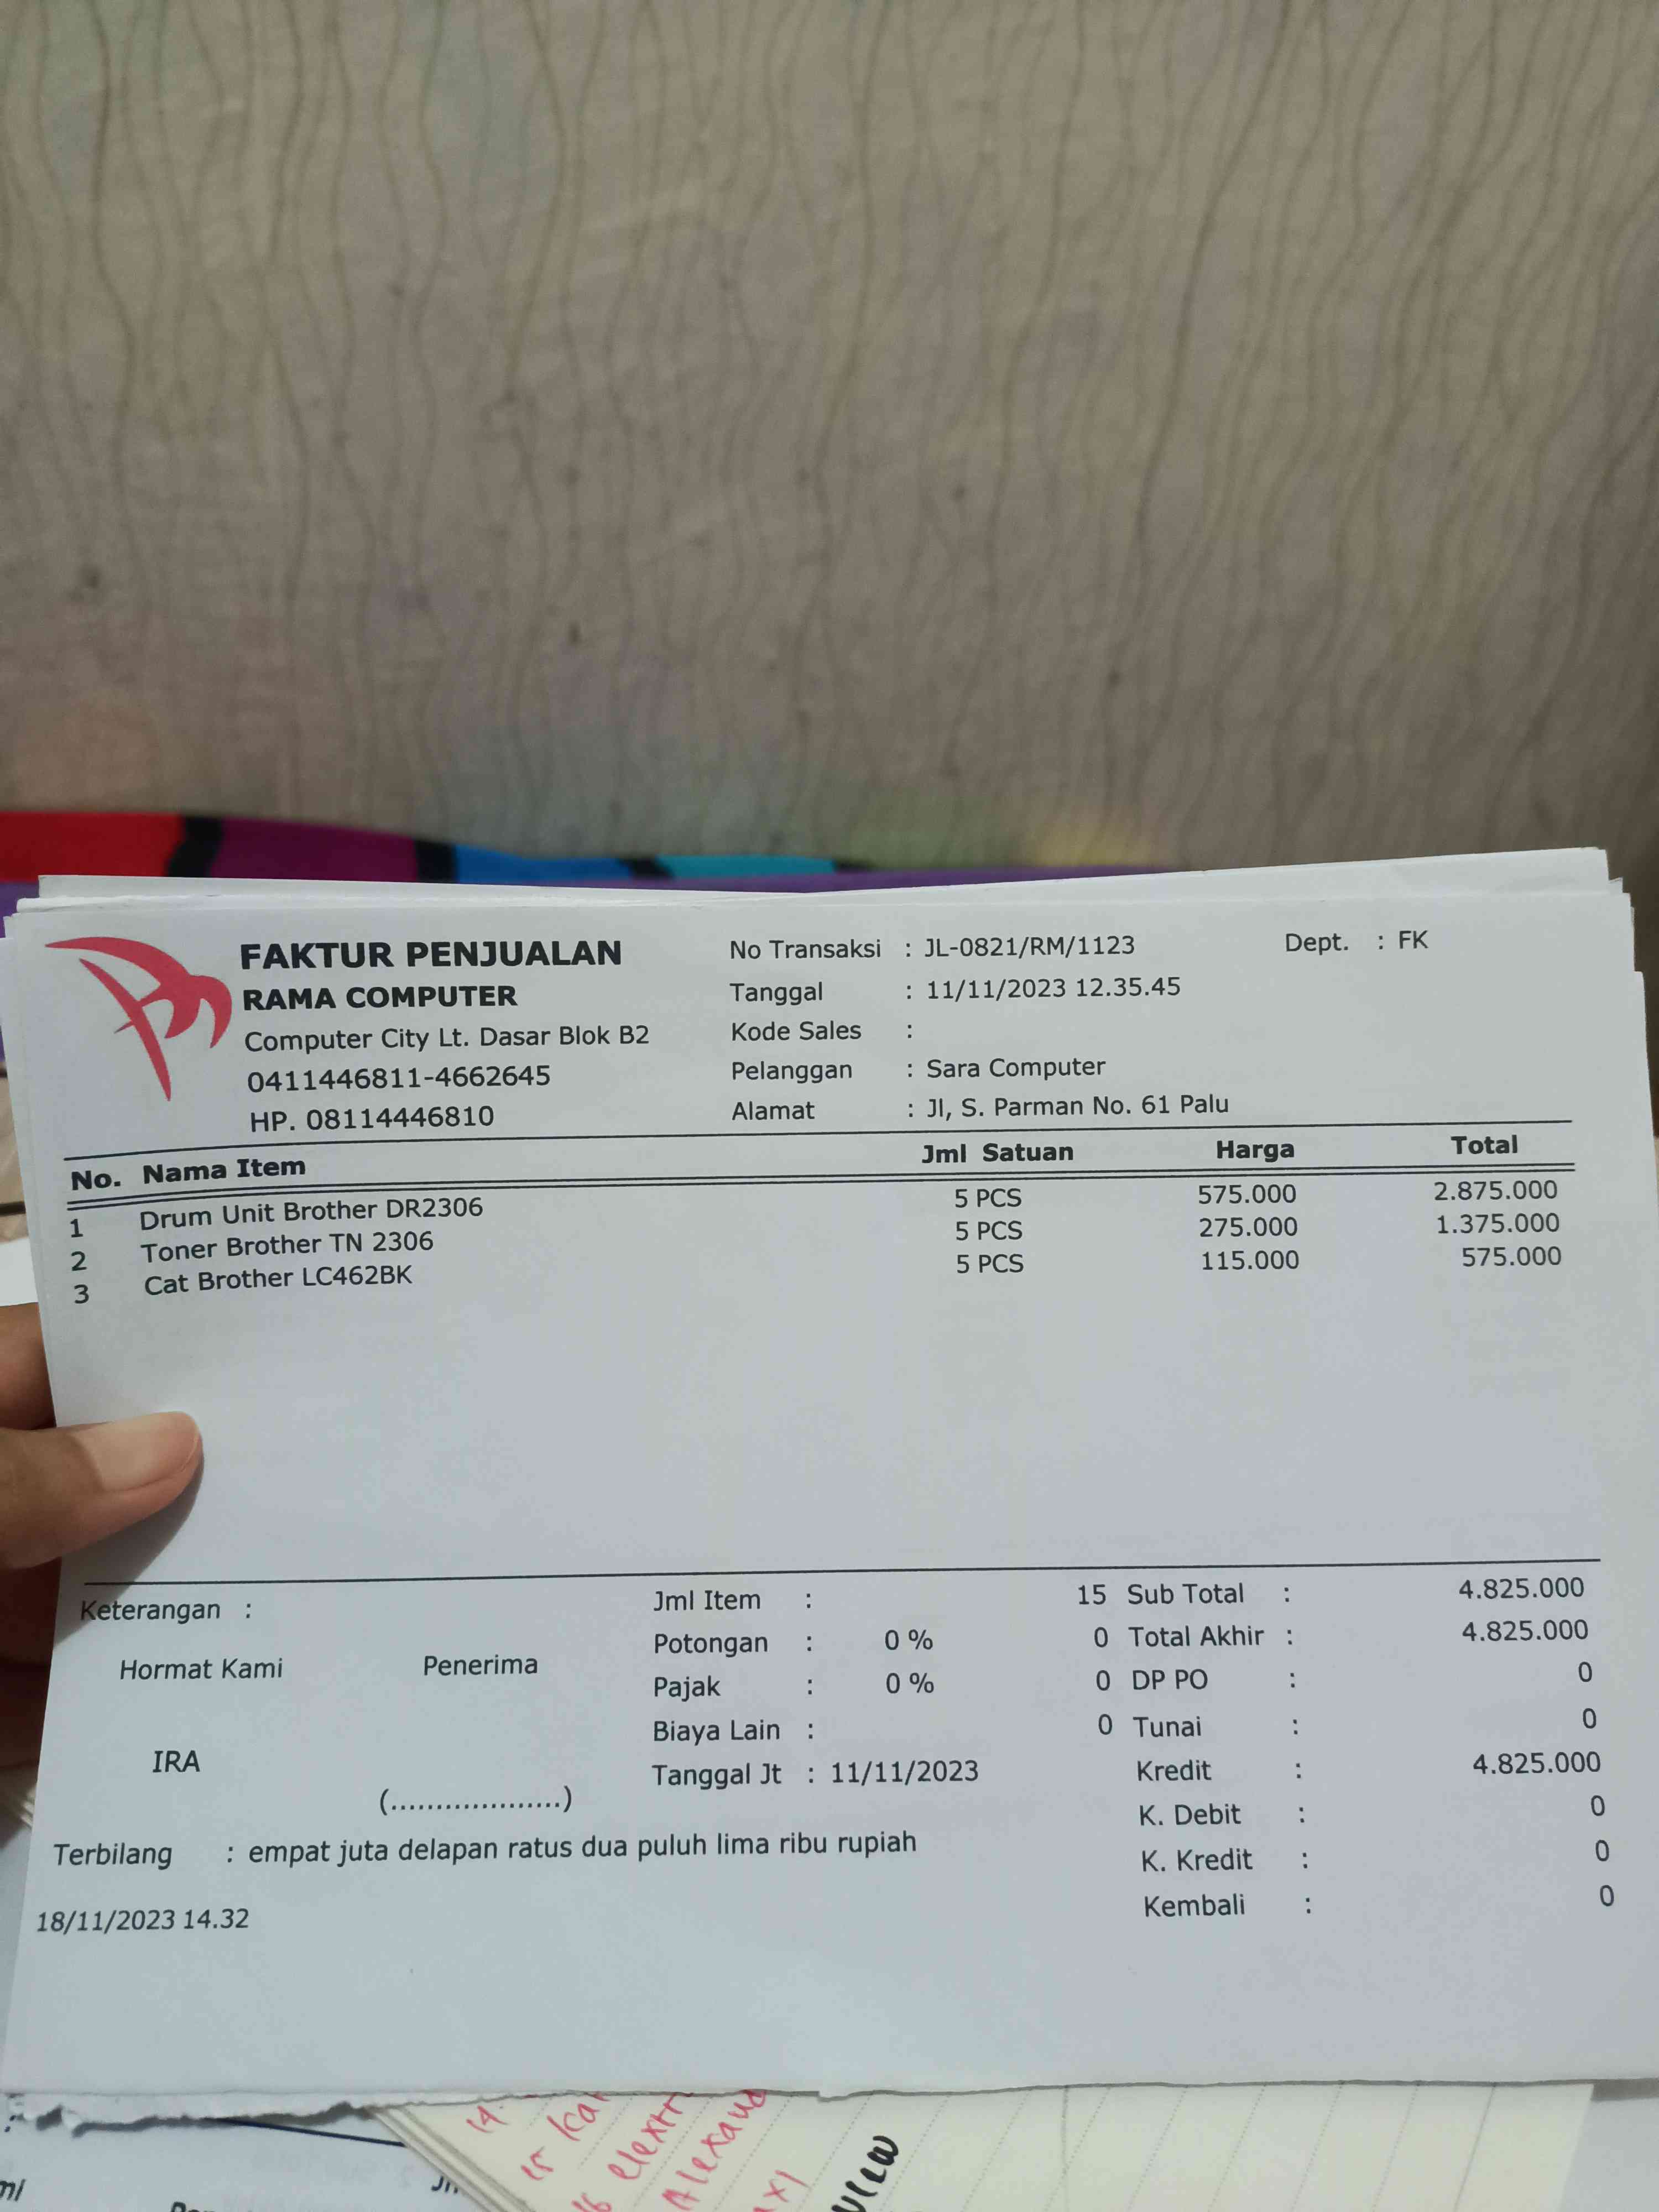 FAKTUR PENJUALAN
RAMA COMPUTER
Computer City Lt. Dasar Blok B2
0411446811-4662645
HP. 08114446810
No Transaksi : JL-0821/RM/1123 Dept. : FK
Tanggal : 11/11/2023 12.35.45
Kode Sales :
Pelanggan : Sara Computer
Alamat : Jl, S. Parman No. 61 Palu
No. Nama Item Jml Satuan Harga Total
1 Drum Unit Brother DR2306 5 PCS 575.000 2.875.000
2 Toner Brother TN 2306 5 PCS 275.000 1.375.000
3 Cat Brother LC462BK 5 PCS 115.000 575.000
Keterangan :
Hormat Kami Penerima
IRA
(...................)
Jml Item : 15
Potongan : 0 % 0
Pajak : 0 % 0
Biaya Lain : 0
Tanggal Jt : 11/11/2023
Sub Total : 4.825.000
Total Akhir : 4.825.000
DP PO : 0
Tunai : 0
Kredit : 4.825.000
K. Debit : 0
K. Kredit : 0
Kembali : 0
Terbilang : empat juta delapan ratus dua puluh lima ribu rupiah
18/11/2023 14.32
14.
15
16